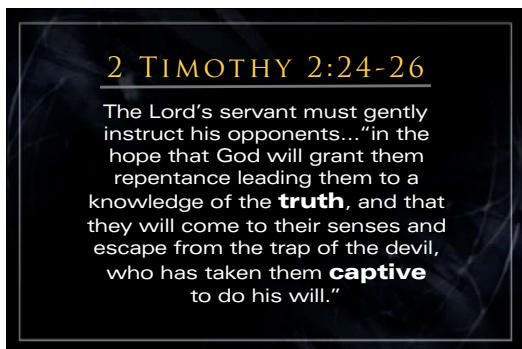 2 Timothy 2:24-26
The Lord's servant must gently
instruct his opponents..."in the
hope that God will grant them
repentance leading them to a
knowledge of the truth, and that
they will come to their senses and
escape from the trap of the devil,
who has taken them captive
to do his will."